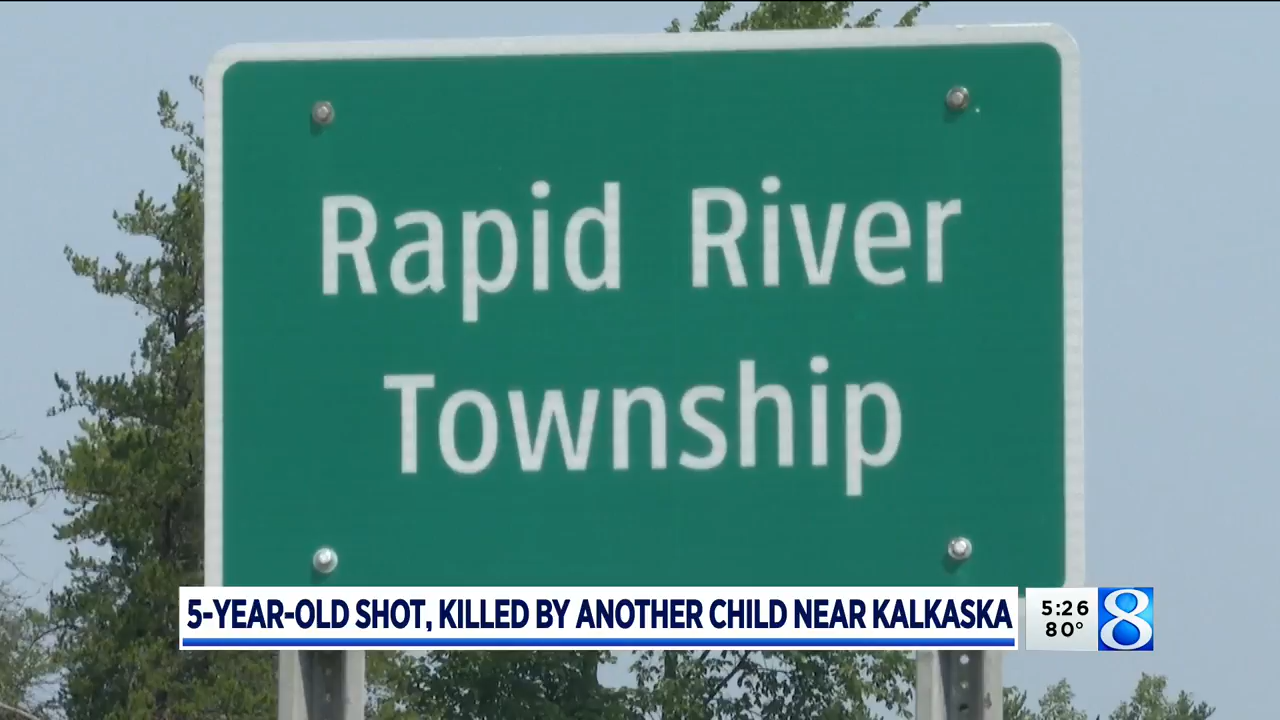 Rapid River
Township
5-YEAR-OLD SHOT, KILLED BY ANOTHER CHILD NEAR KALKASKA
5:26
80°
8